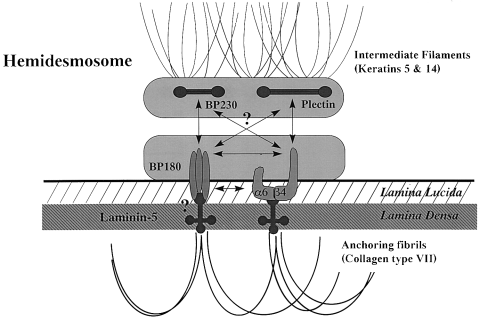 Hemidesmosome
Intermediate Filaments
(Keratins 5 & 14)
BP230
Plectin
?
BP180
α6 β4
Lamina Lucida
?
Laminin-5
Lamina Densa
Anchoring fibrils
(Collagen type VII)